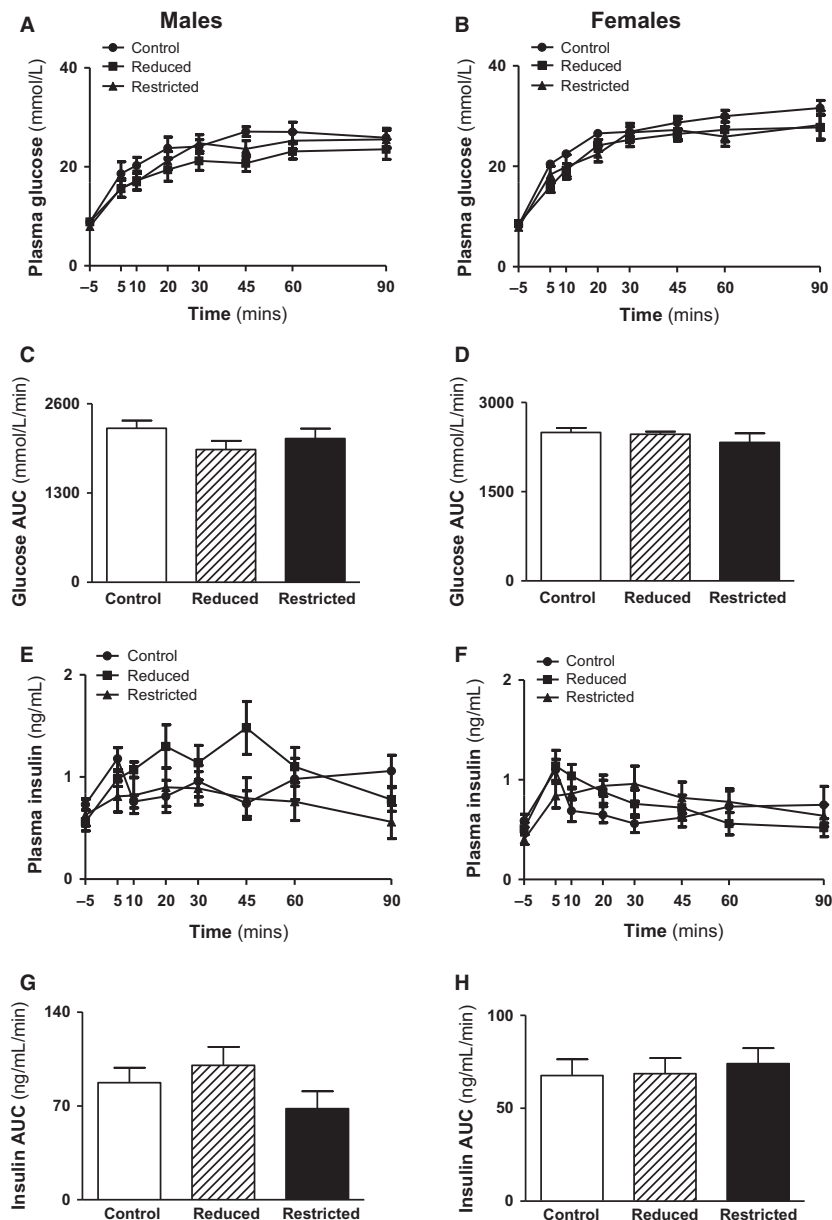 Males
Females
A
Control
Reduced
Restricted
Plasma glucose (mmol/L)
40
20
0
–5
5
10
20
30
45
60
90
Time (mins)
B
Control
Reduced
Restricted
Plasma glucose (mmol/L)
40
20
0
–5
5
10
20
30
45
60
90
Time (mins)
C
Glucose AUC (mmol/L/min)
2600
1300
0
Control
Reduced
Restricted
D
Glucose AUC (mmol/L/min)
3000
1500
0
Control
Reduced
Restricted
E
Control
Reduced
Restricted
Plasma insulin (ng/mL)
2
1
0
–5
5
10
20
30
45
60
90
Time (mins)
F
Control
Reduced
Restricted
Plasma insulin (ng/mL)
2
1
0
–5
5
10
20
30
45
60
90
Time (mins)
G
Insulin AUC (ng/mL/min)
140
70
0
Control
Reduced
Restricted
H
Insulin AUC (ng/mL/min)
100
50
0
Control
Reduced
Restricted